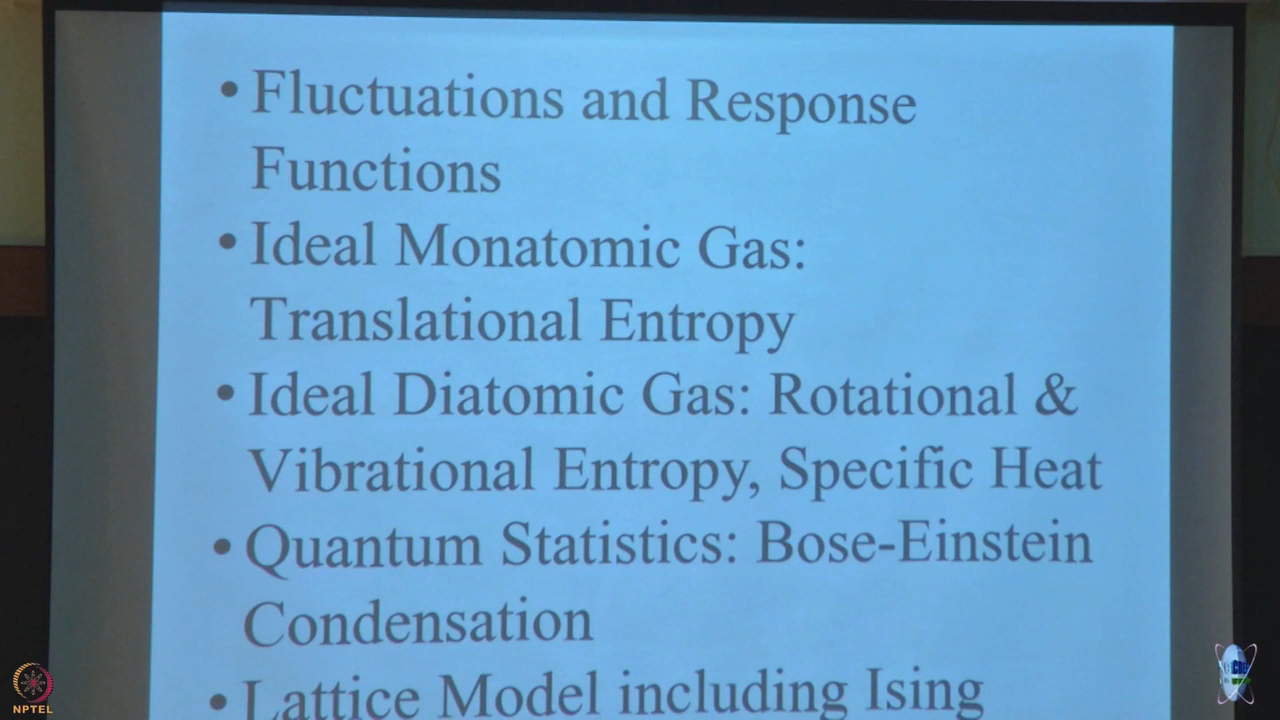 • Fluctuations and Response
Functions
• Ideal Monatomic Gas:
Translational Entropy
• Ideal Diatomic Gas: Rotational &
Vibrational Entropy, Specific Heat
• Quantum Statistics: Bose-Einstein
Condensation
• Lattice Model including Ising
NPTEL